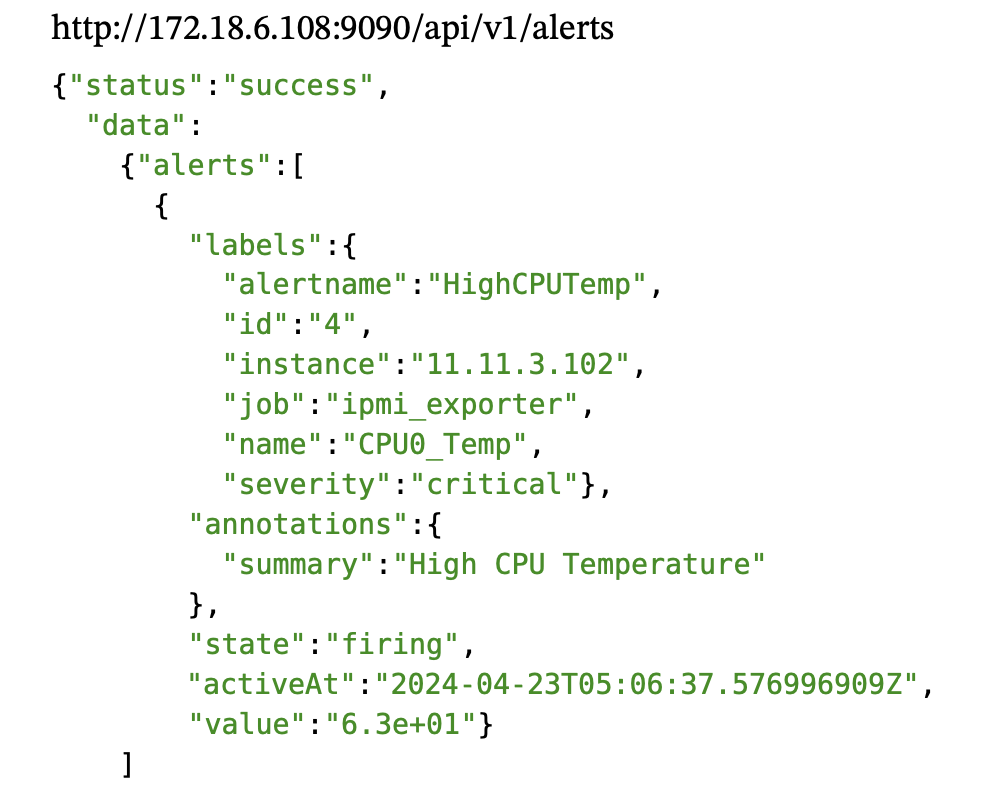 http://172.18.6.108:9090/api/v1/alerts
{"status":"success",
  "data":
    {"alerts":[
      {
        "labels":{
          "alertname":"HighCPUTemp",
          "id":"4",
          "instance":"11.11.3.102",
          "job":"ipmi_exporter",
          "name":"CPU0_Temp",
          "severity":"critical"},
        "annotations":{
          "summary":"High CPU Temperature"
        },
        "state":"firing",
        "activeAt":"2024-04-23T05:06:37.576996909Z",
        "value":"6.3e+01"}
    ]